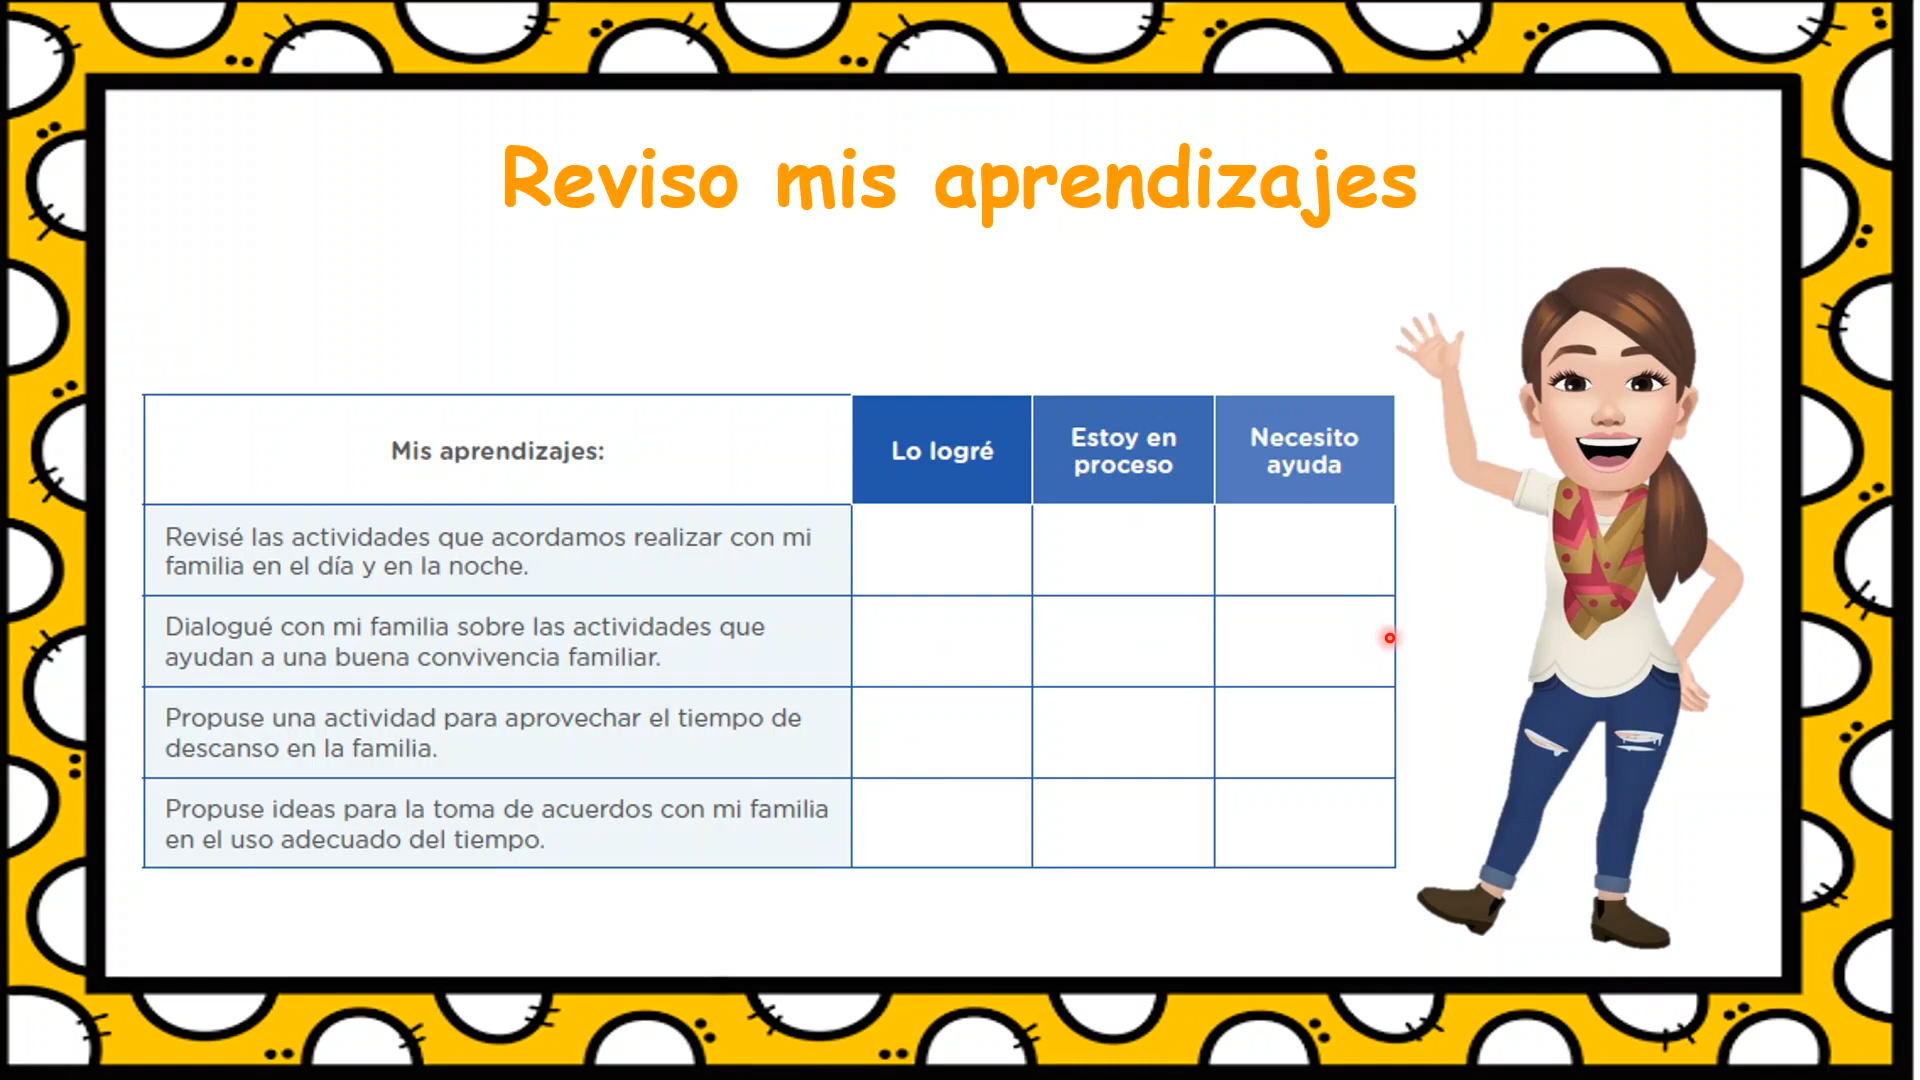 Reviso mis aprendizajes
Mis aprendizajes:
Lo logré
Estoy en
proceso
Necesito
ayuda
Revisé las actividades que acordamos realizar con mi
familia en el día y en la noche.
Dialogué con mi familia sobre las actividades que
ayudan a una buena convivencia familiar.
Propuse una actividad para aprovechar el tiempo de
descanso en la familia.
Propuse ideas para la toma de acuerdos con mi familia
en el uso adecuado del tiempo.